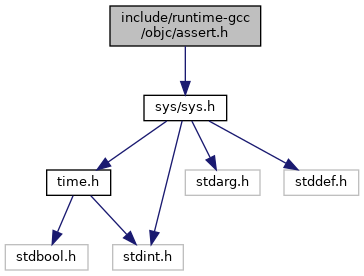 include/runtime-gcc
/objc/assert.h
sys/sys.h
time.h
stdarg.h
stddef.h
stdbool.h
stdint.h